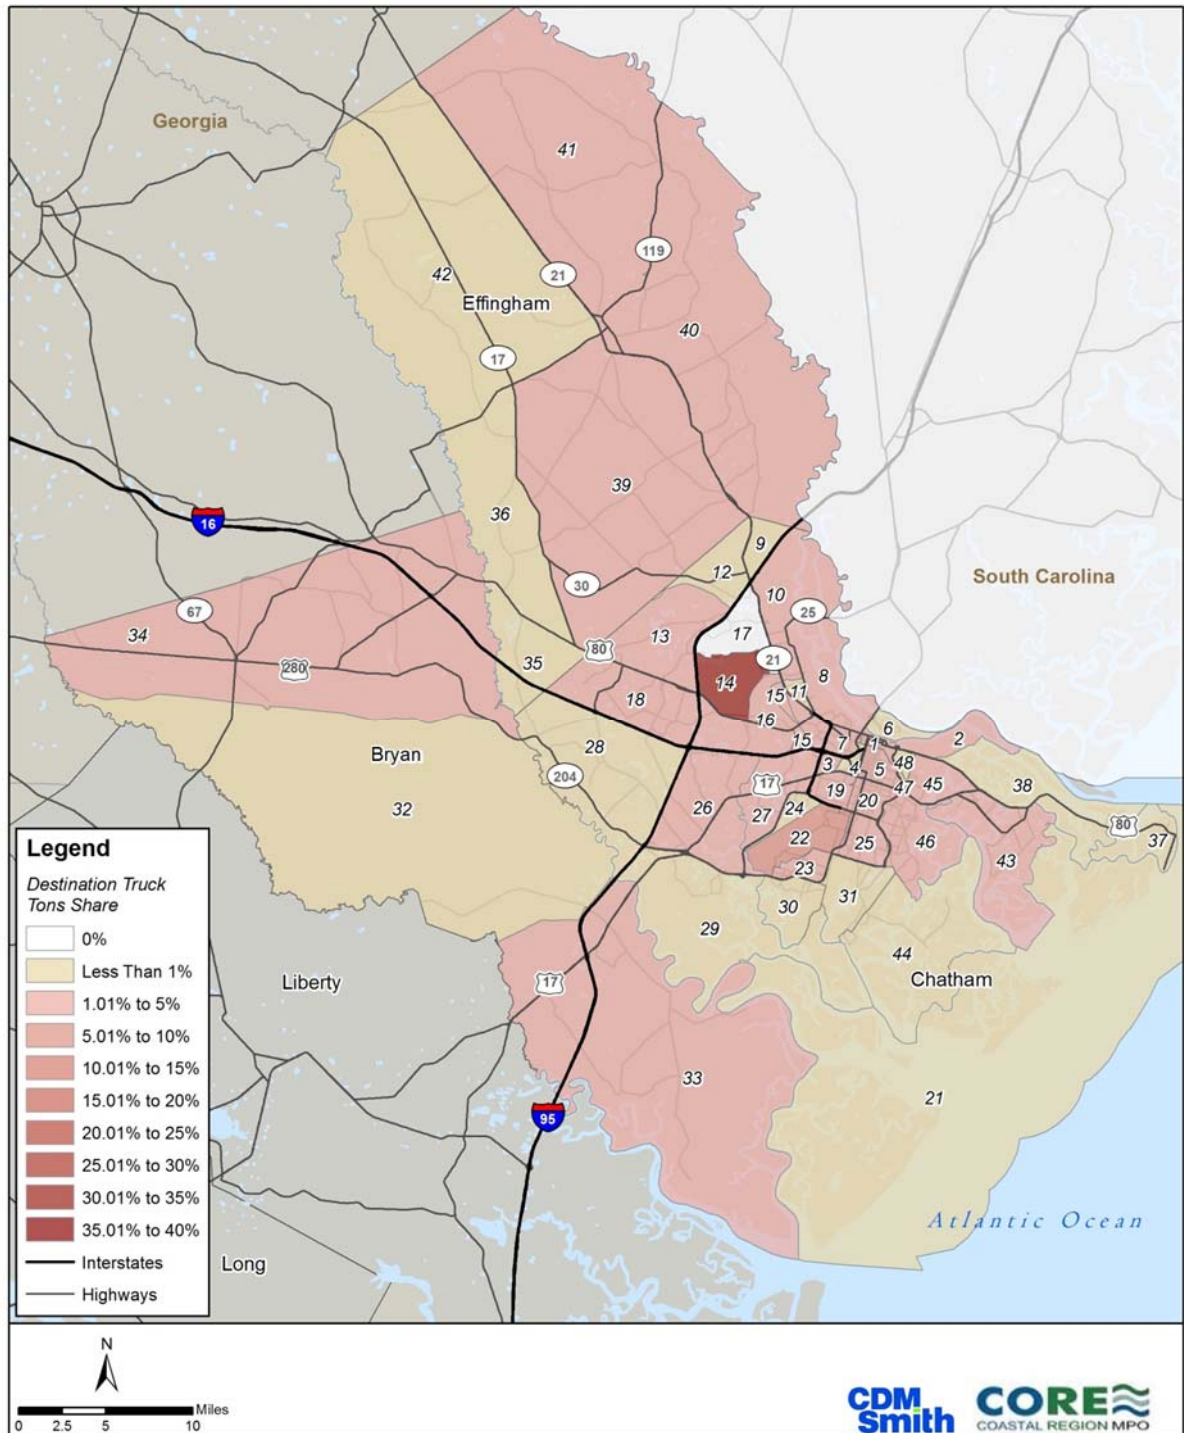 Georgia
41
119
42
21
Effingham
40
17
39
36
16
9
12
South Carolina
30
10
25
67
34
13
17
80
280
35
21
8
14
11
18
15
16
6
2
28
15
7
1
Bryan
204
3
4
5
48
17
38
32
26
27
19
47
45
24
20
80
22
25
46
37
23
43
31
30
29
44
Liberty
17
Chatham
33
21
95
Atlantic Ocean
Long
Legend
Destination Truck
Tons Share
0%
Less Than 1%
1.01% to 5%
5.01% to 10%
10.01% to 15%
15.01% to 20%
20.01% to 25%
25.01% to 30%
30.01% to 35%
35.01% to 40%
Interstates
Highways
N
Miles
0 2.5 5 10
CDM
Smith
CORE
COASTAL REGION MPO